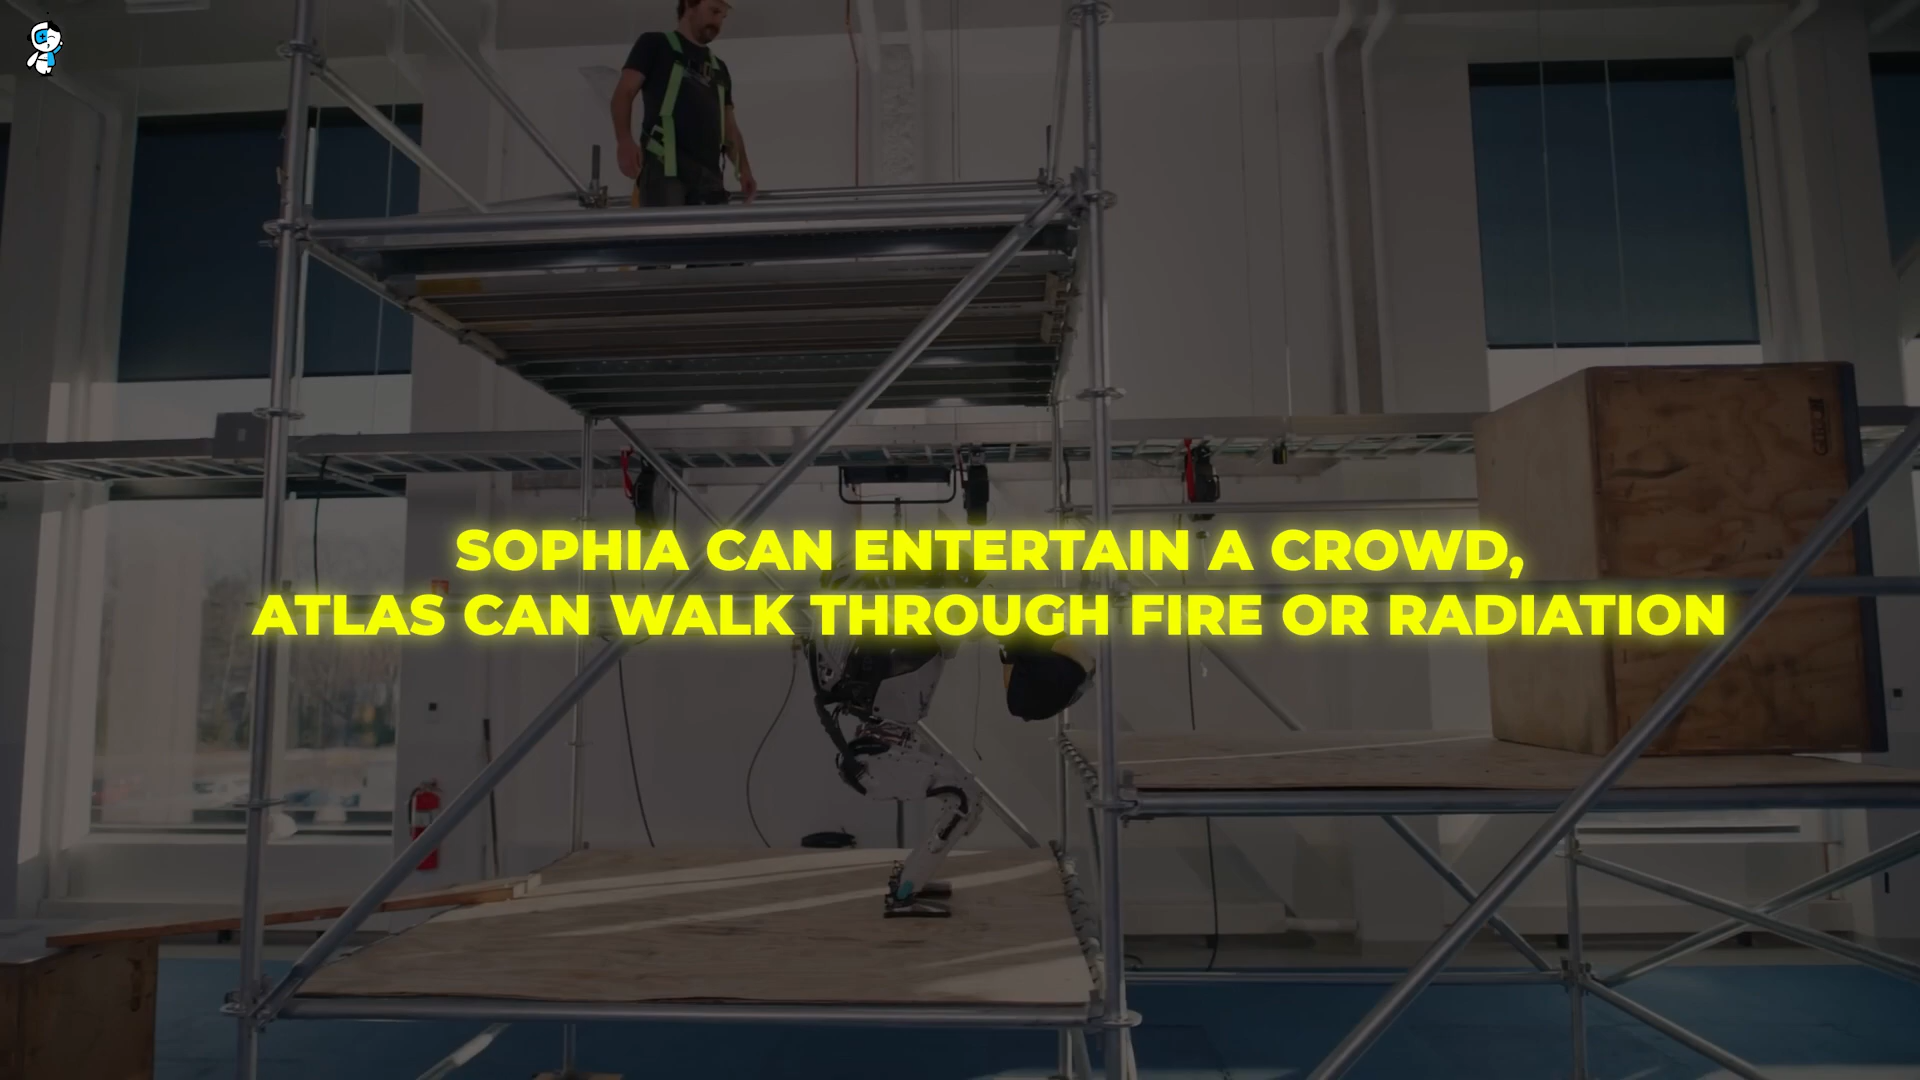 SOPHIA CAN ENTERTAIN A CROWD,
ATLAS CAN WALK THROUGH FIRE OR RADIATION